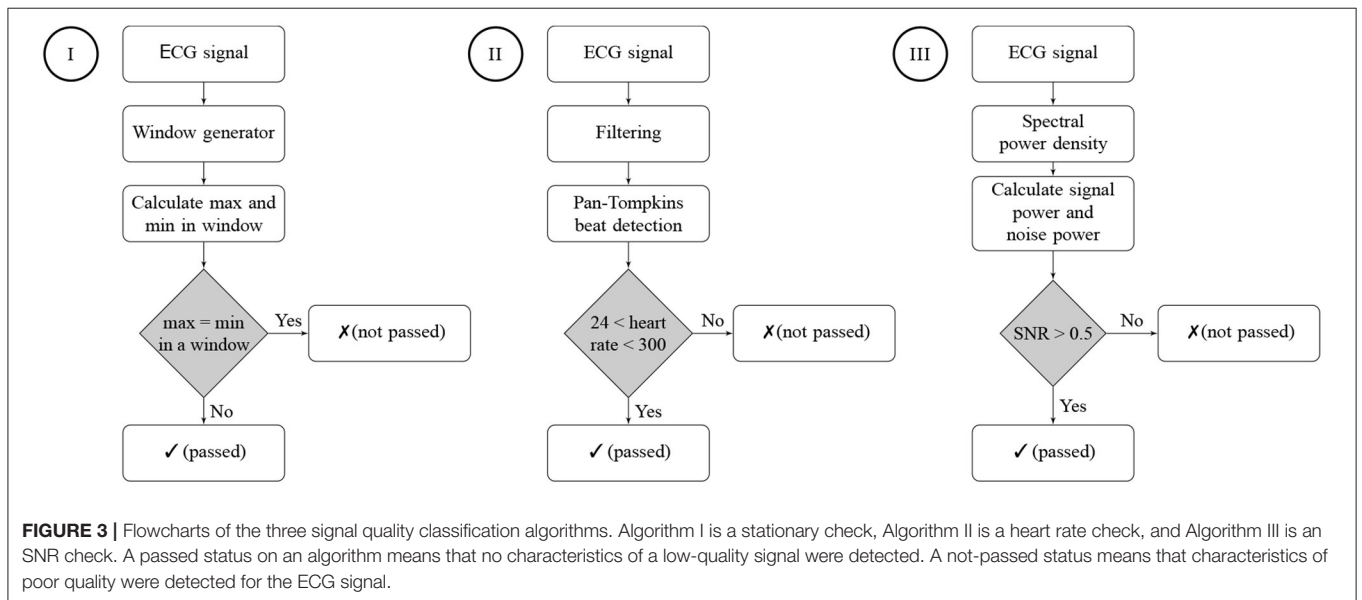 I
ECG signal
Window generator
Calculate max and
min in window
max = min
in a window
Yes
✗(not passed)
No
✓(passed)
II
ECG signal
Filtering
Pan-Tompkins
beat detection
24 < heart
rate < 300
No
✗(not passed)
Yes
✓(passed)
III
ECG signal
Spectral
power density
Calculate signal
power and
noise power
SNR > 0.5
No
✗(not passed)
Yes
✓(passed)
FIGURE 3 | Flowcharts of the three signal quality classification algorithms. Algorithm I is a stationary check, Algorithm II is a heart rate check, and Algorithm III is an
SNR check. A passed status on an algorithm means that no characteristics of a low-quality signal were detected. A not-passed status means that characteristics of
poor quality were detected for the ECG signal.